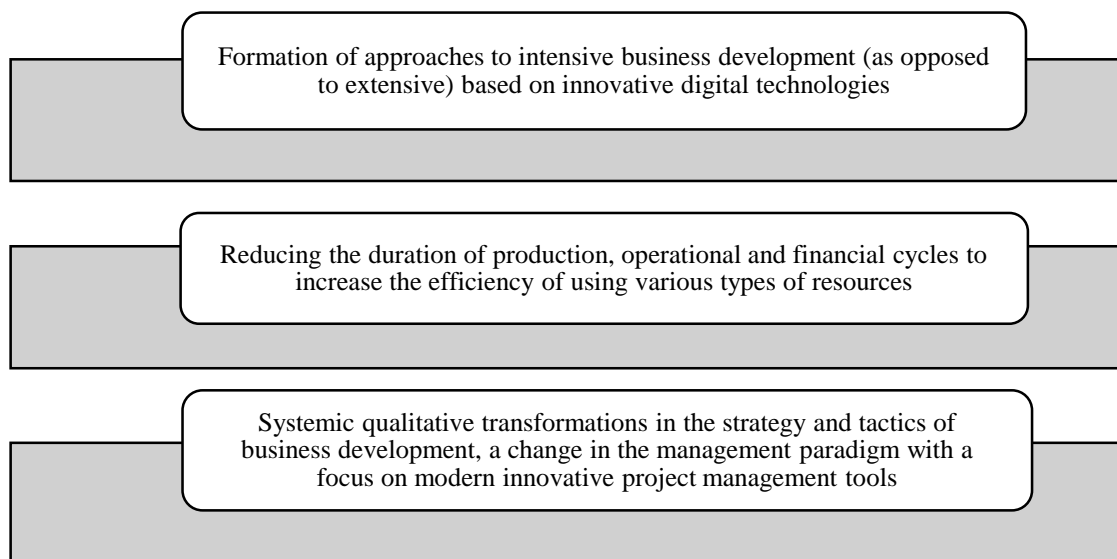 Formation of approaches to intensive business development (as opposed
to extensive) based on innovative digital technologies
Reducing the duration of production, operational and financial cycles to
increase the efficiency of using various types of resources
Systemic qualitative transformations in the strategy and tactics of
business development, a change in the management paradigm with a
focus on modern innovative project management tools